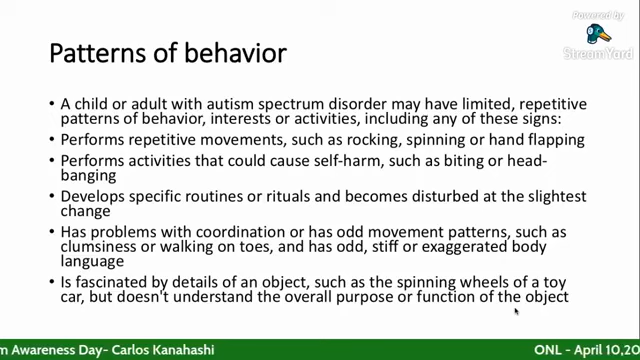 Powered by
StreamYard
Patterns of behavior
• A child or adult with autism spectrum disorder may have limited, repetitive
patterns of behavior, interests or activities, including any of these signs:
• Performs repetitive movements, such as rocking, spinning or hand flapping
• Performs activities that could cause self-harm, such as biting or head-
banging
• Develops specific routines or rituals and becomes disturbed at the slightest
change
• Has problems with coordination or has odd movement patterns, such as
clumsiness or walking on toes, and has odd, stiff or exaggerated body
language
• Is fascinated by details of an object, such as the spinning wheels of a toy
car, but doesn't understand the overall purpose or function of the object
m Awareness Day- Carlos Kanahashi
ONL - April 10,20